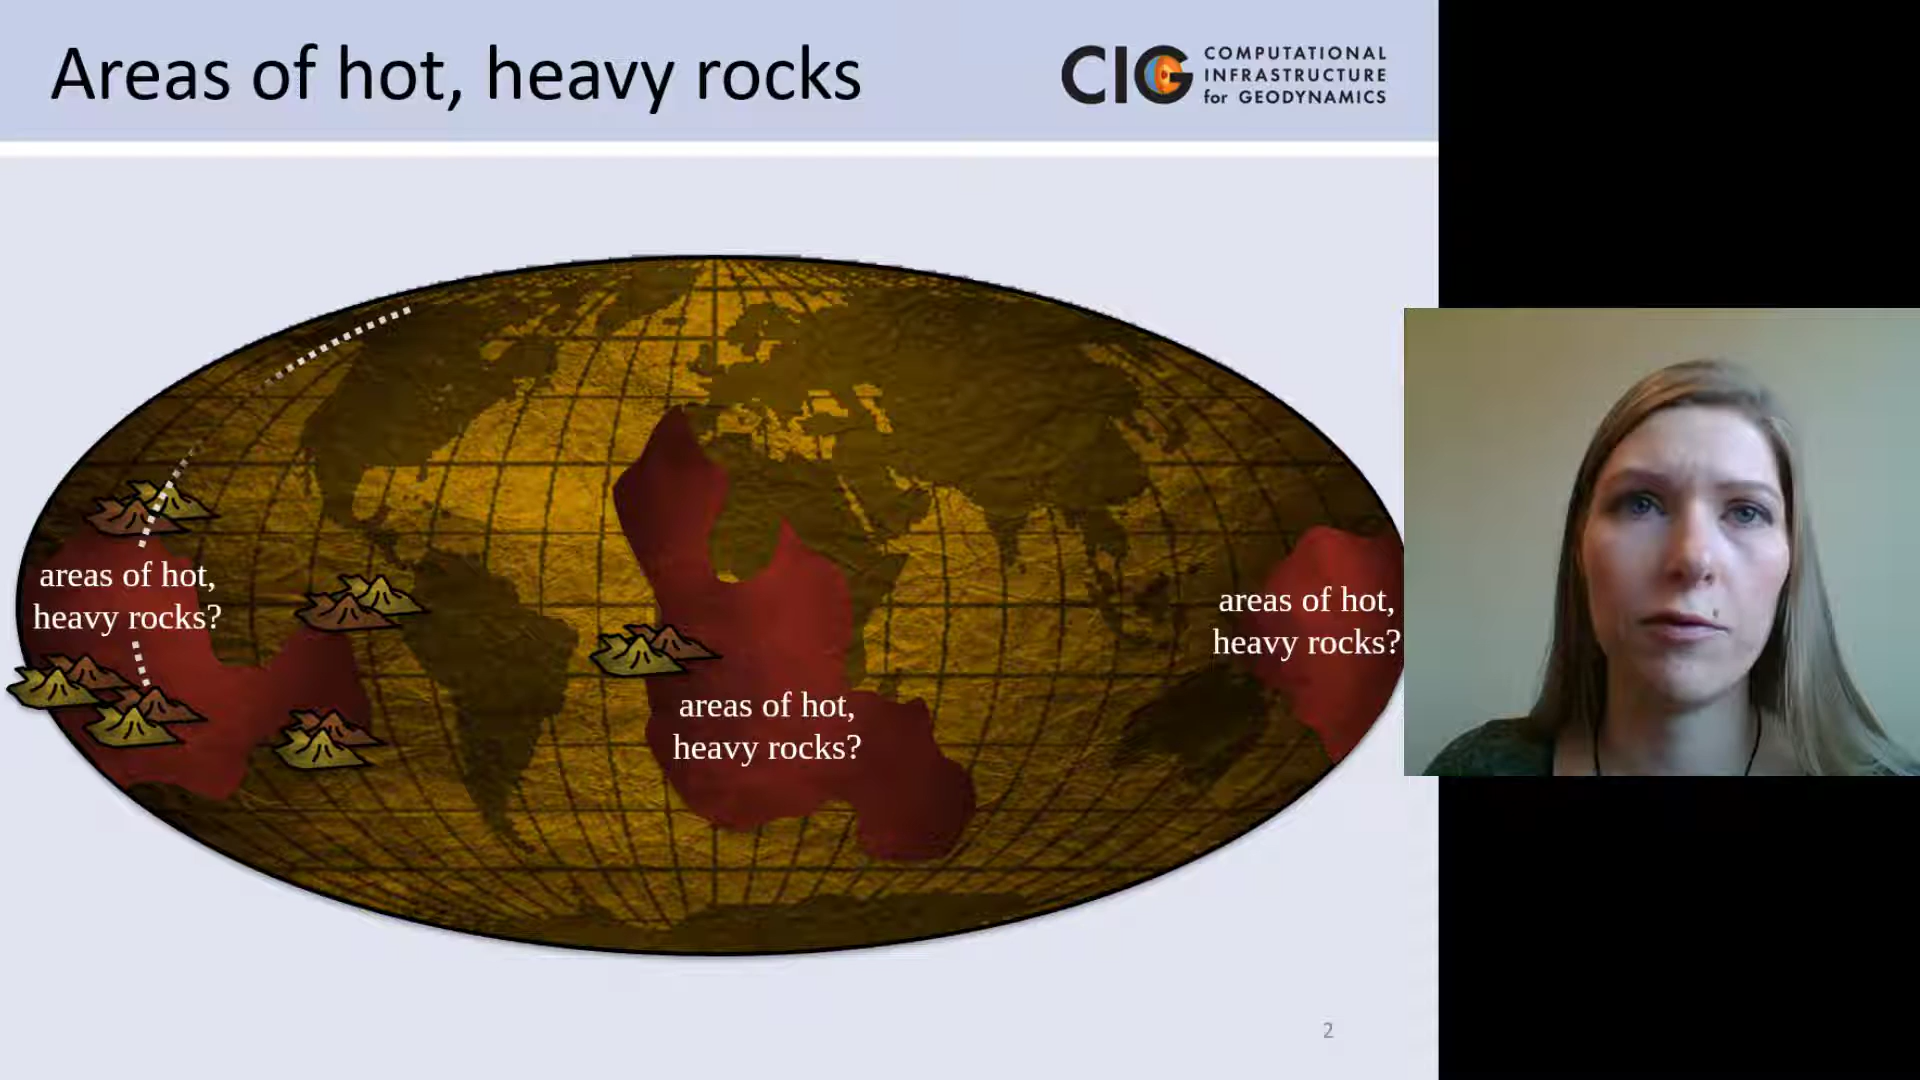 Areas of hot, heavy rocks
CIG
COMPUTATIONAL
INFRASTRUCTURE
for GEODYNAMICS
areas of hot,
heavy rocks?
areas of hot,
heavy rocks?
areas of hot,
heavy rocks?
2